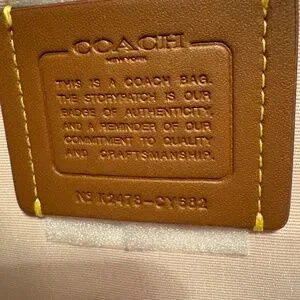 COACH
NEW YORK
THIS IS A COACH BAG.
THE STORYPATCH IS OUR
BADGE OF AUTHENTICITY,
AND A REMINDER OF OUR
COMMITMENT TO QUALITY
AND CRAFTSMANSHIP.
Nº K2478-CY682